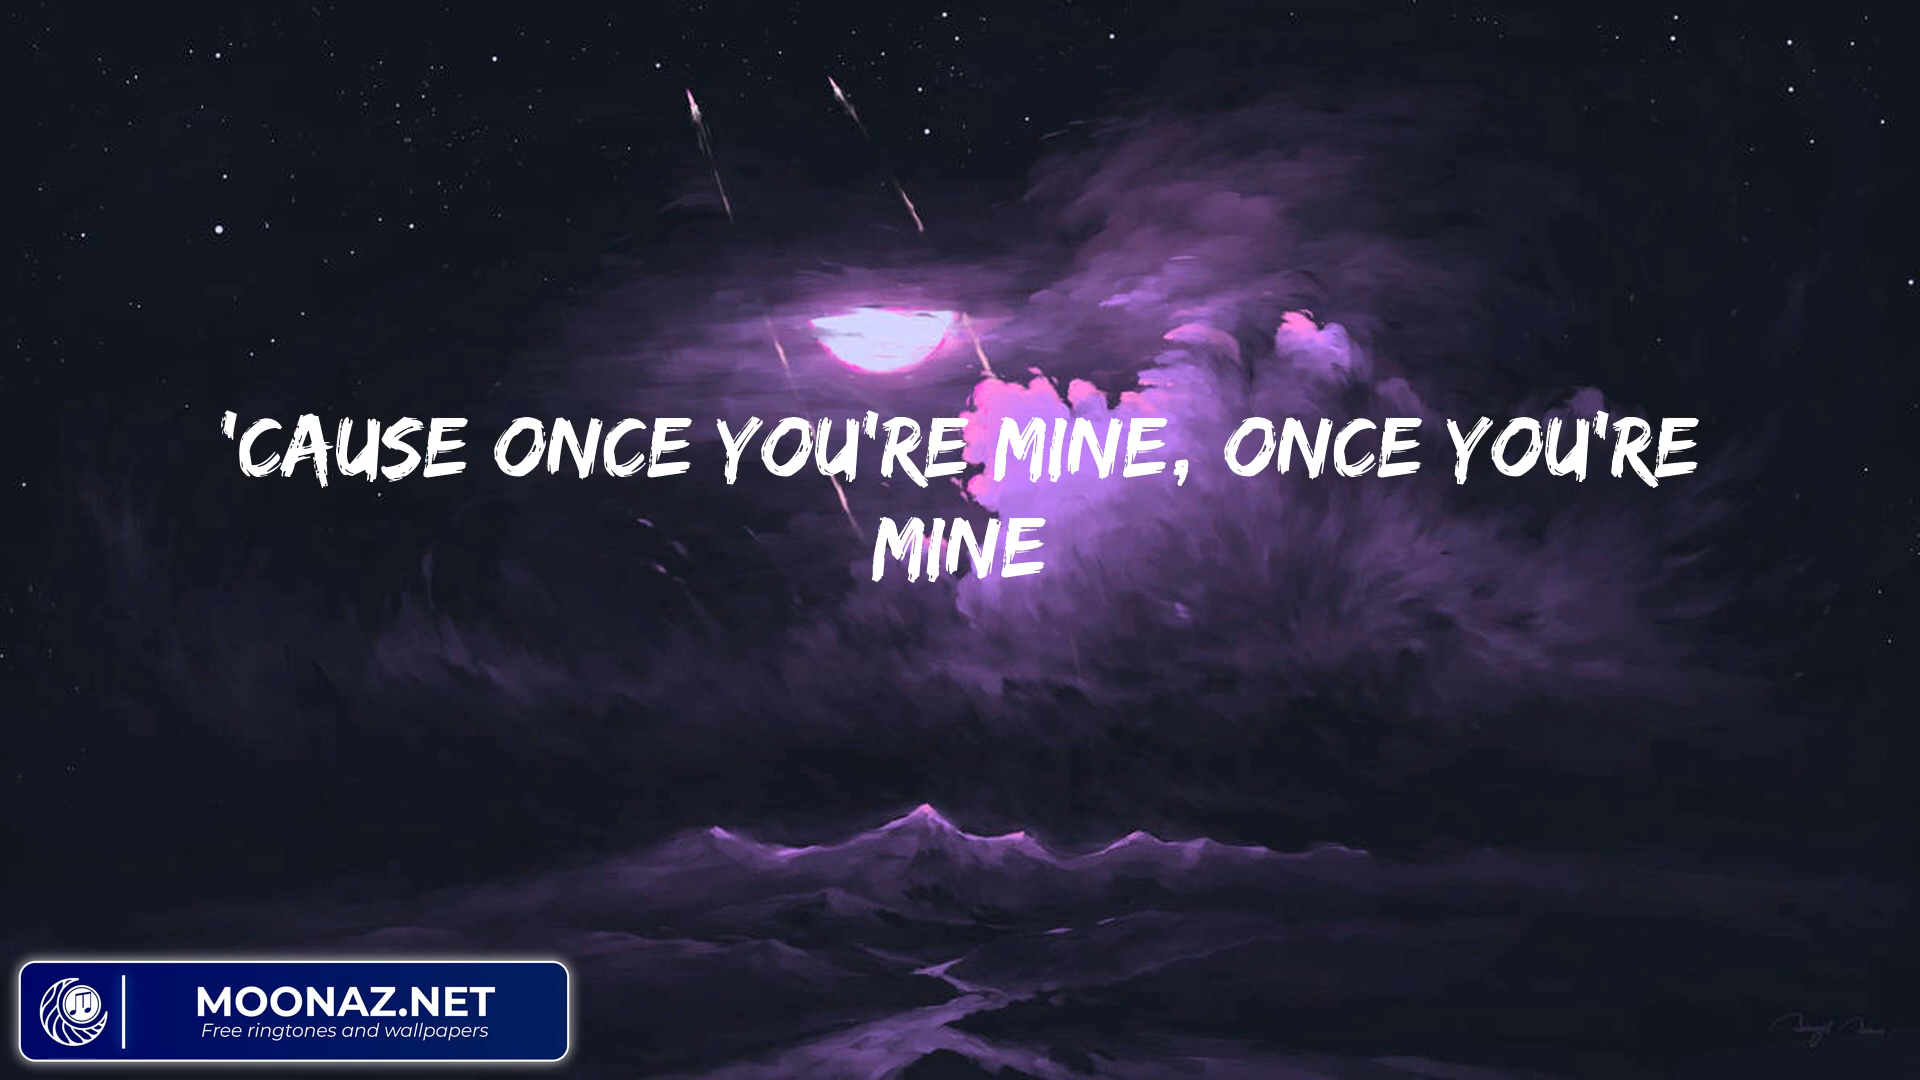 'CAUSE ONCE YOU'RE MINE, ONCE YOU'RE
MINE
MOONAZ.NET
Free ringtones and wallpapers